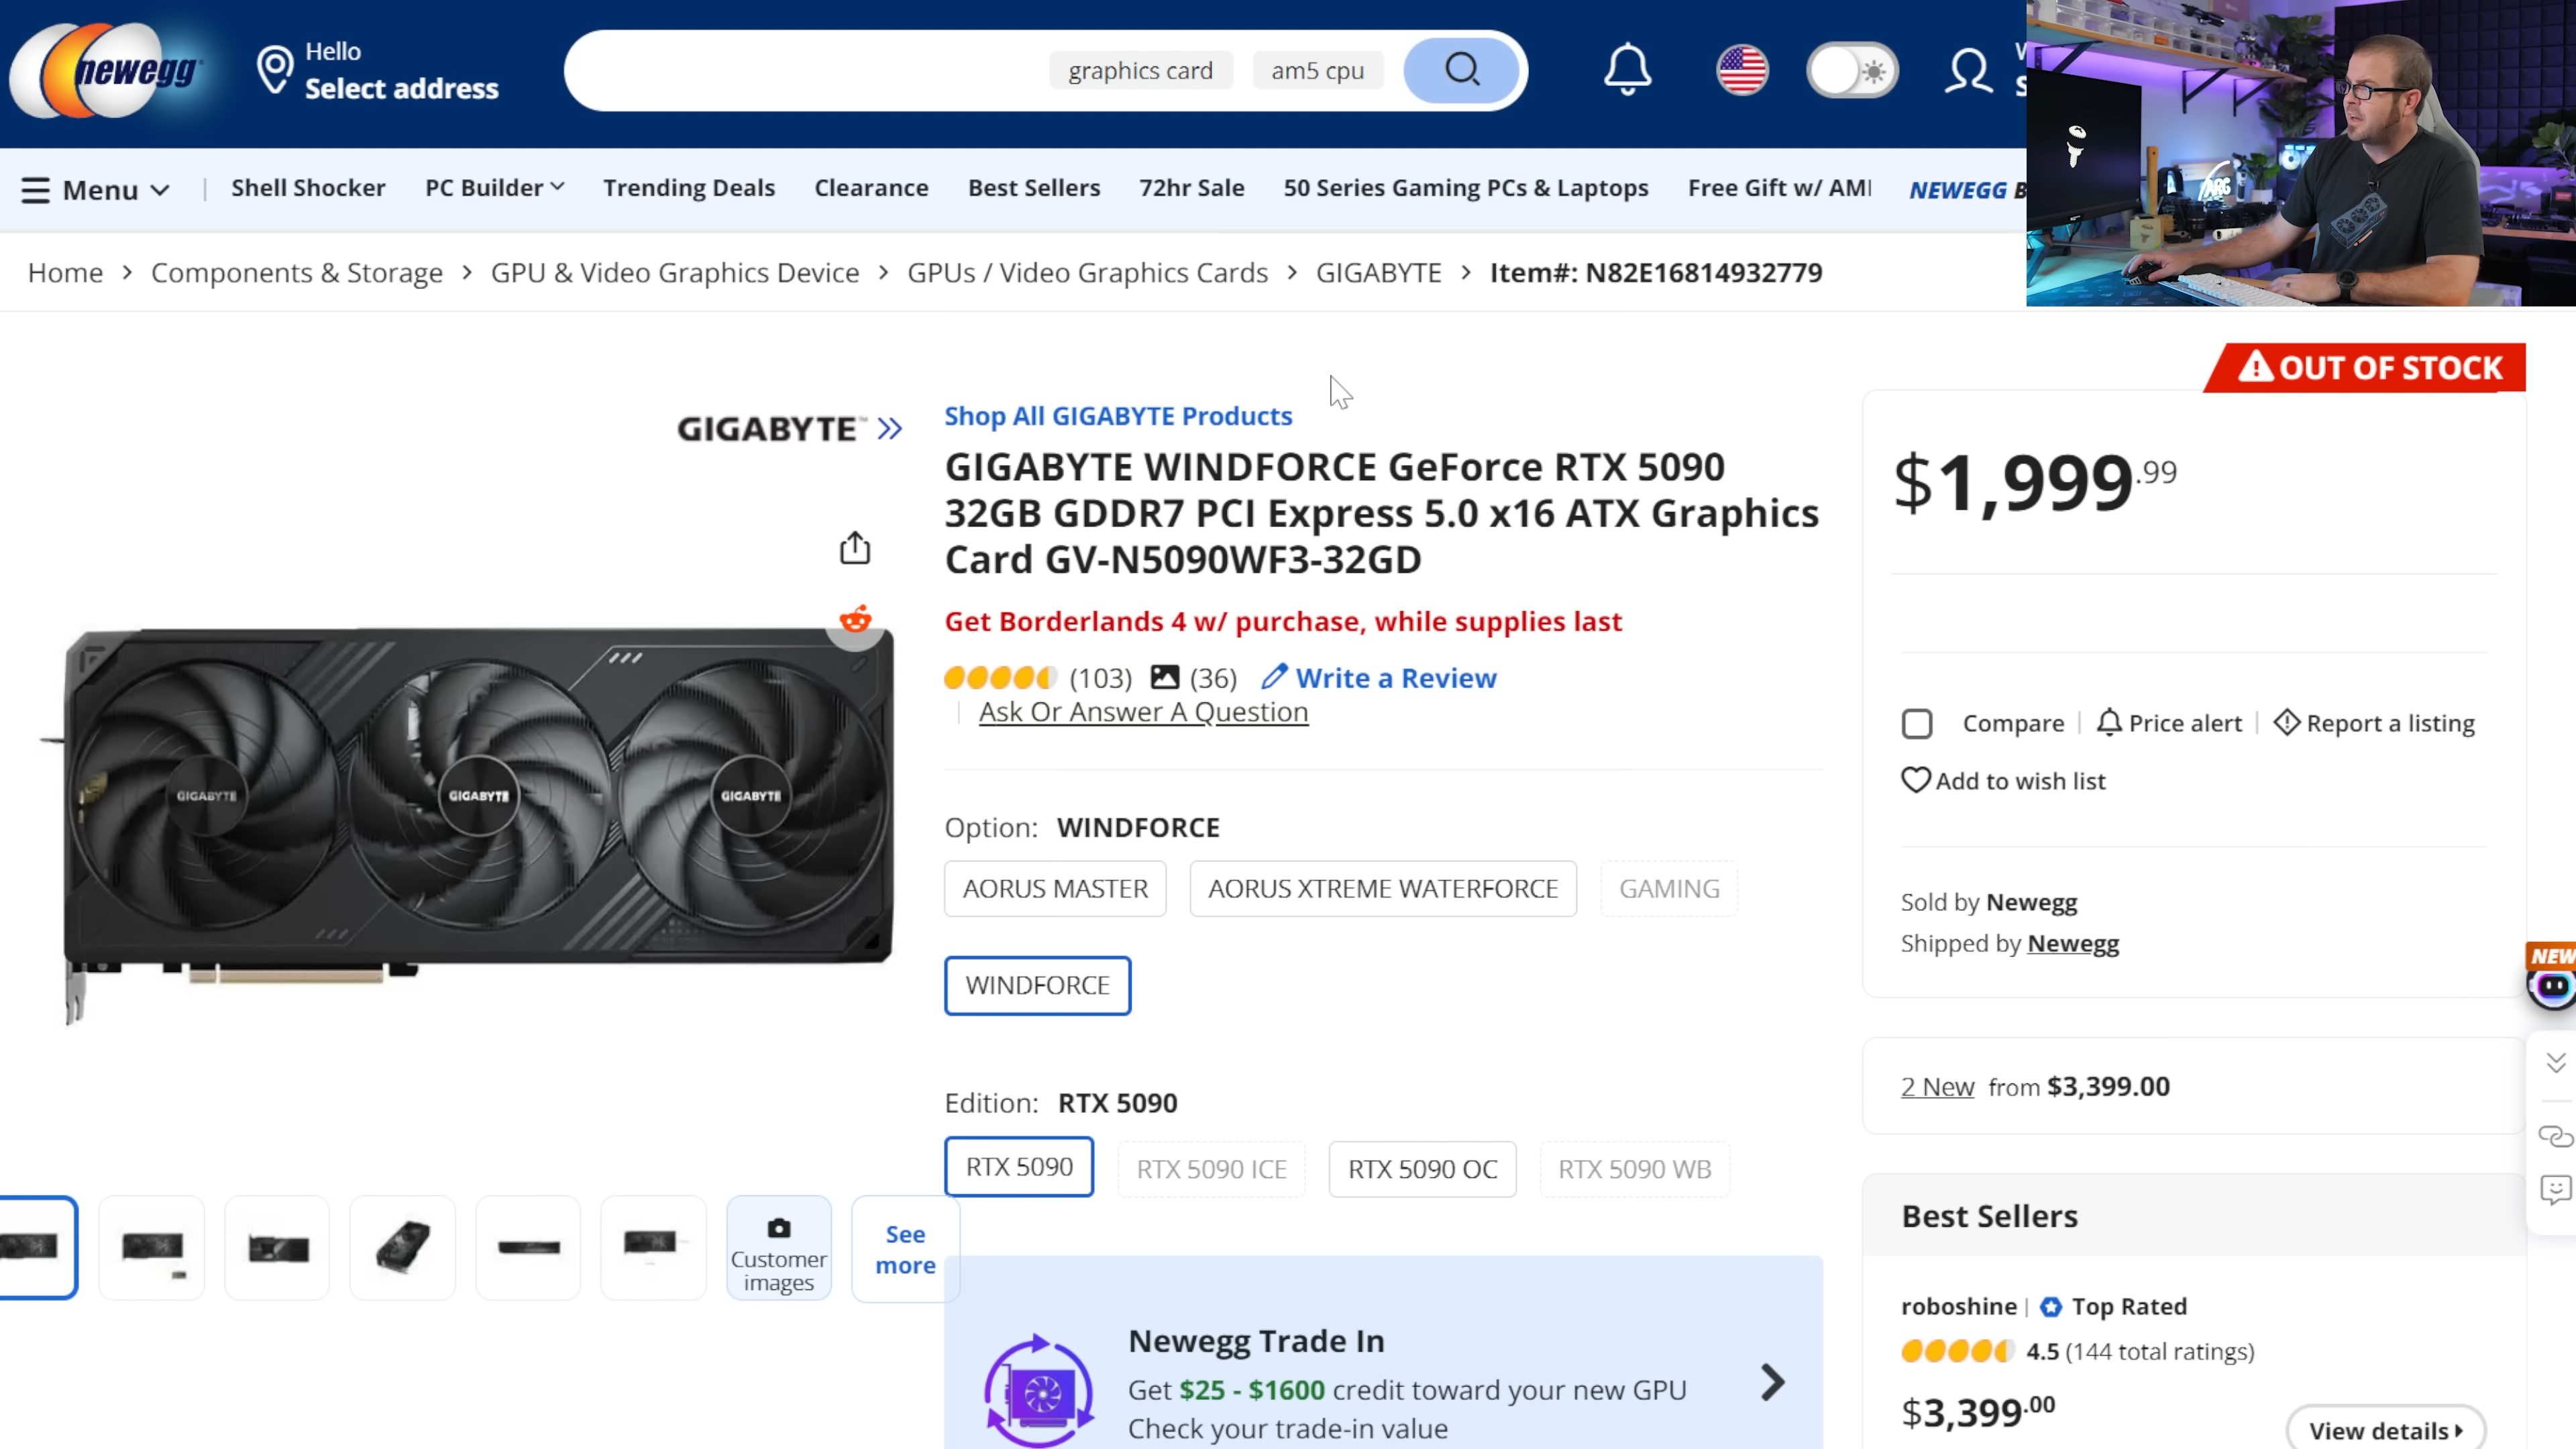 newegg
Hello
Select address
graphics card
am5 cpu
Menu
Shell Shocker
PC Builder
Trending Deals
Clearance
Best Sellers
72hr Sale
50 Series Gaming PCs & Laptops
Free Gift w/ AM
NEWEGG B
Home > Components & Storage > GPU & Video Graphics Device > GPUs / Video Graphics Cards > GIGABYTE > Item#: N82E16814932779
OUT OF STOCK
GIGABYTE™
Shop All GIGABYTE Products
GIGABYTE WINDFORCE GeForce RTX 5090
32GB GDDR7 PCI Express 5.0 x16 ATX Graphics
Card GV-N5090WF3-32GD
Get Borderlands 4 w/ purchase, while supplies last
(103) (36) Write a Review
Ask Or Answer A Question
GIGABYTE
GIGABYTE
GIGABYTE
Option: WINDFORCE
AORUS MASTER
AORUS XTREME WATERFORCE
GAMING
WINDFORCE
Edition: RTX 5090
RTX 5090
RTX 5090 ICE
RTX 5090 OC
RTX 5090 WB
Customer
images
See
more
Newegg Trade In
Get $25 - $1600 credit toward your new GPU
Check your trade-in value
$1,999.99
Compare
Price alert
Report a listing
Add to wish list
Sold by Newegg
Shipped by Newegg
2 New from $3,399.00
Best Sellers
roboshine | Top Rated
4.5 (144 total ratings)
$3,399.00
View details
NEW